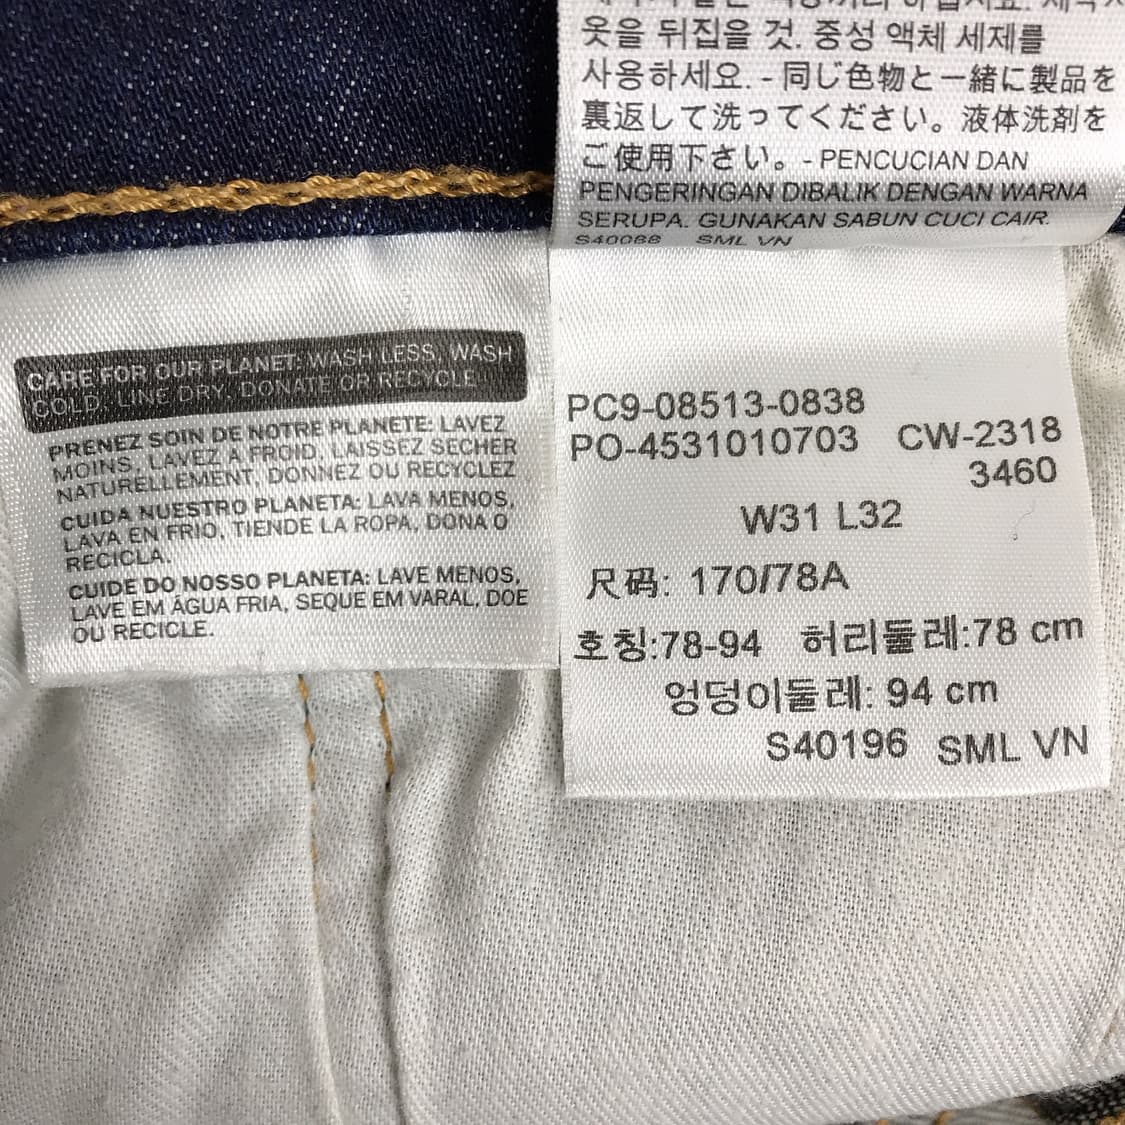 옷을 뒤집을 것. 중성 액체 세제를
사용하세요. - 同じ色物と一緒に製品を
裏返して洗ってください。液体洗剤を
ご使用下さい。- PENCUCIAN DAN
PENGERINGAN DIBALIK DENGAN WARNA
SERUPA. GUNAKAN SABUN CUCI CAIR.
S40088 SML VN
CARE FOR OUR PLANET: WASH LESS, WASH
COLD, LINE DRY, DONATE OR RECYCLE
PRENEZ SOIN DE NOTRE PLANETE: LAVEZ
MOINS, LAVEZ A FROID, LAISSEZ SECHER
NATURELLEMENT, DONNEZ OU RECYCLEZ
CUIDA NUESTRO PLANETA: LAVA MENOS,
LAVA EN FRIO, TIENDE LA ROPA, DONA O
RECICLA.
CUIDE DO NOSSO PLANETA: LAVE MENOS,
LAVE EM ÁGUA FRIA, SEQUE EM VARAL, DOE
OU RECICLE.
PC9-08513-0838
PO-4531010703 CW-2318
3460
W31 L32
尺码: 170/78A
호칭:78-94 허리둘레:78 cm
엉덩이둘레: 94 cm
S40196 SML VN